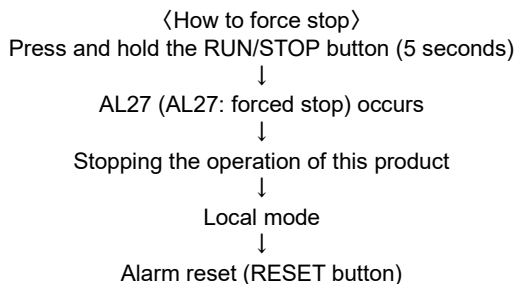 〈How to force stop〉
Press and hold the RUN/STOP button (5 seconds)
↓
AL27 (AL27: forced stop) occurs
↓
Stopping the operation of this product
↓
Local mode
↓
Alarm reset (RESET button)